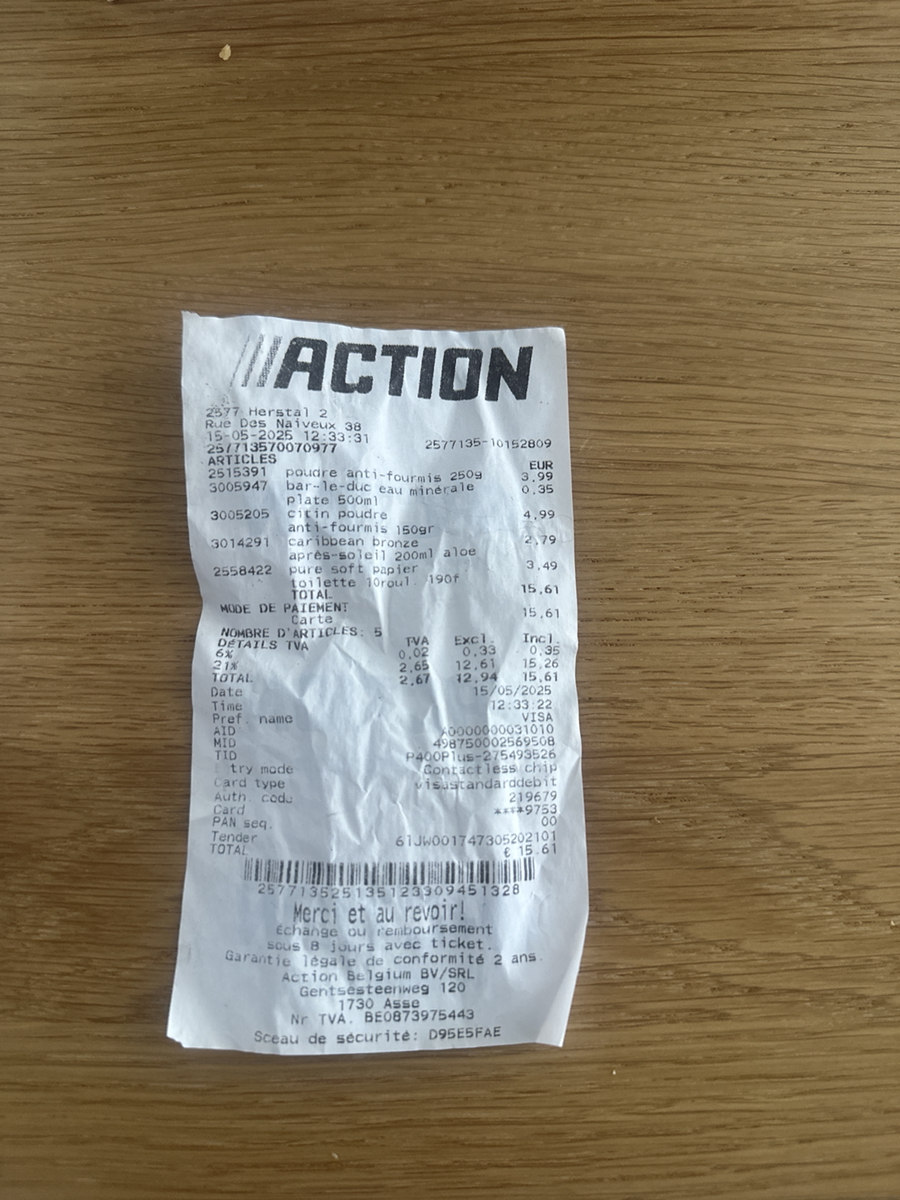 ACTION
2577 Herstal 2
Rue Des Naiveux 38
15-05-2025 12:33:31 2577135-10152809
257713570070977
ARTICLES EUR
2515391 poudre anti-fourmis 250g 3,99
3005947 bar-le-duc eau minérale 0,35
plate 500ml
3005205 citin poudre 4,99
anti-fourmis 150gr
3014291 caribbean bronze 2,79
après-soleil 200ml aloe
2558422 pure soft papier 3,49
toilette 10roul. 190f
TOTAL 15,61
MODE DE PAIEMENT
Carte 15,61
NOMBRE D'ARTICLES: 5
DÉTAILS TVA TVA Excl. Incl.
6% 0,02 0,33 0,35
21% 2,65 12,61 15,26
TOTAL 2,67 12,94 15,61
Date 15/05/2025
Time 12:33:22
Pref. name VISA
AID A0000000031010
MID 498750002569508
TID P400Plus-275493526
try mode Contactless chip
Card type visastandarddebit
Auth. code 219679
Card ****9753
PAN seq. 00
Tender 61JW001747305202101
TOTAL € 15.61
257713525135123309451328
Merci et au revoir!
Échange ou remboursement
sous 8 jours avec ticket.
Garantie légale de conformité 2 ans.
Action Belgium BV/SRL
Gentsesteenweg 120
1730 Asse
Nr TVA. BE0873975443
Sceau de sécurité: D95E5FAE